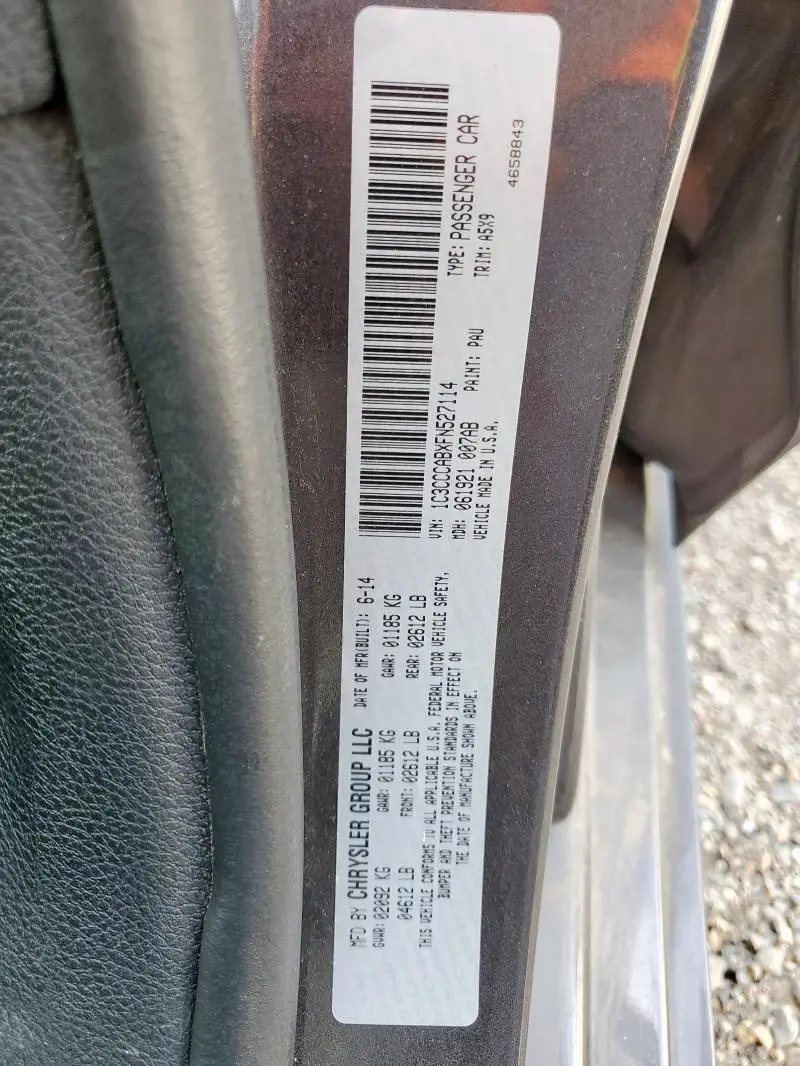 MFD BY CHRYSLER GROUP LLC DATE OF MFR(BUILT): 6-14
GVWR: 02092 KG GAWR: 01185 KG GAWR: 01185 KG
04612 LB FRONT: 02612 LB REAR: 02612 LB
THIS VEHICLE CONFORMS TO ALL APPLICABLE U.S.A. FEDERAL MOTOR VEHICLE SAFETY,
BUMPER AND THEFT PREVENTION STANDARDS IN EFFECT ON
THE DATE OF MANUFACTURE SHOWN ABOVE.
VIN: 1C3CCCABXFN527114 TYPE: PASSENGER CAR
MDH: 061921 007AB PAINT: PAU TRIM: A5X9
VEHICLE MADE IN U.S.A.
4658843